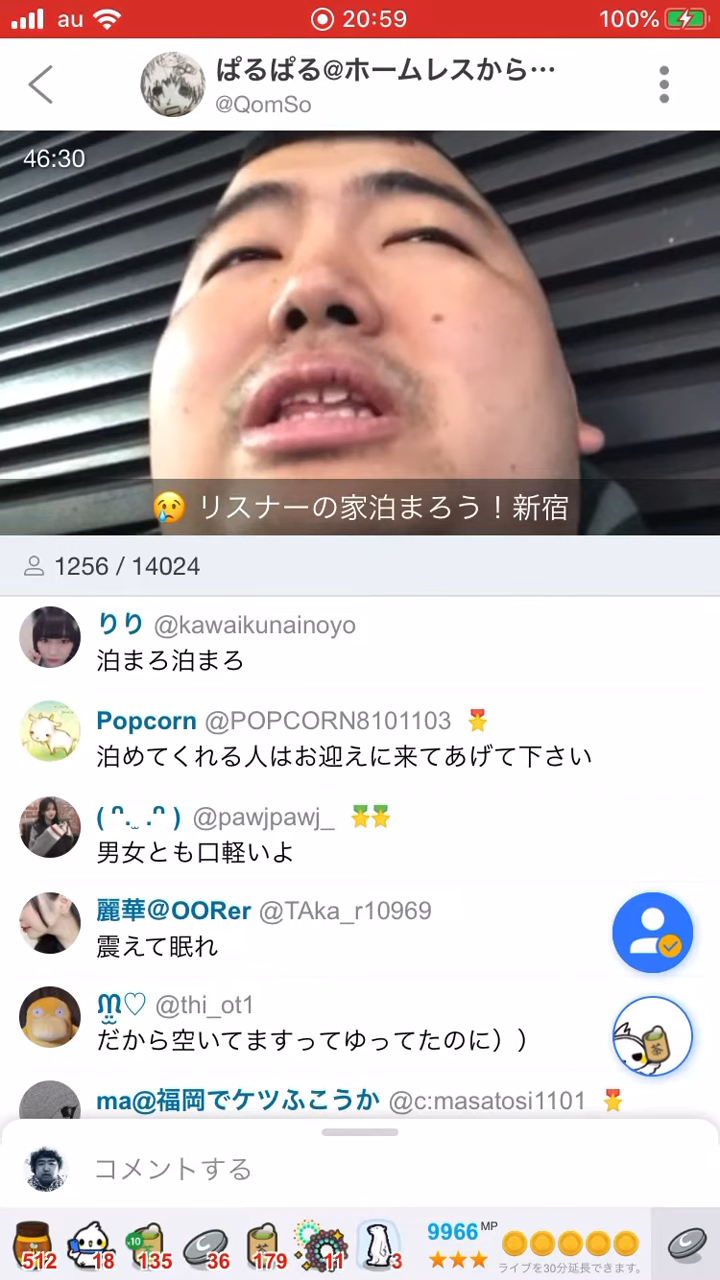 au 20:59 100%
ぱるぱる@ホームレスから…
@QomSo
46:30
😢 リスナーの家泊まろう！新宿
1256 / 14024
りり @kawaikunainoyo
泊まろ泊まろ
Popcorn @POPCORN8101103 🎖
泊めてくれる人はお迎えに来てあげて下さい
@pawjpawj_
男女とも口軽いよ
麗華@OORer @TAka_r10969
震えて眠れ
@thi_ot1
だから空いてますってゆってたのに））
ma@福岡でケツふこうか @c:masatosi1101 🎖
コメントする
512 18 135 36 179 11 3
9966 MP
ライブを30分延長できます。